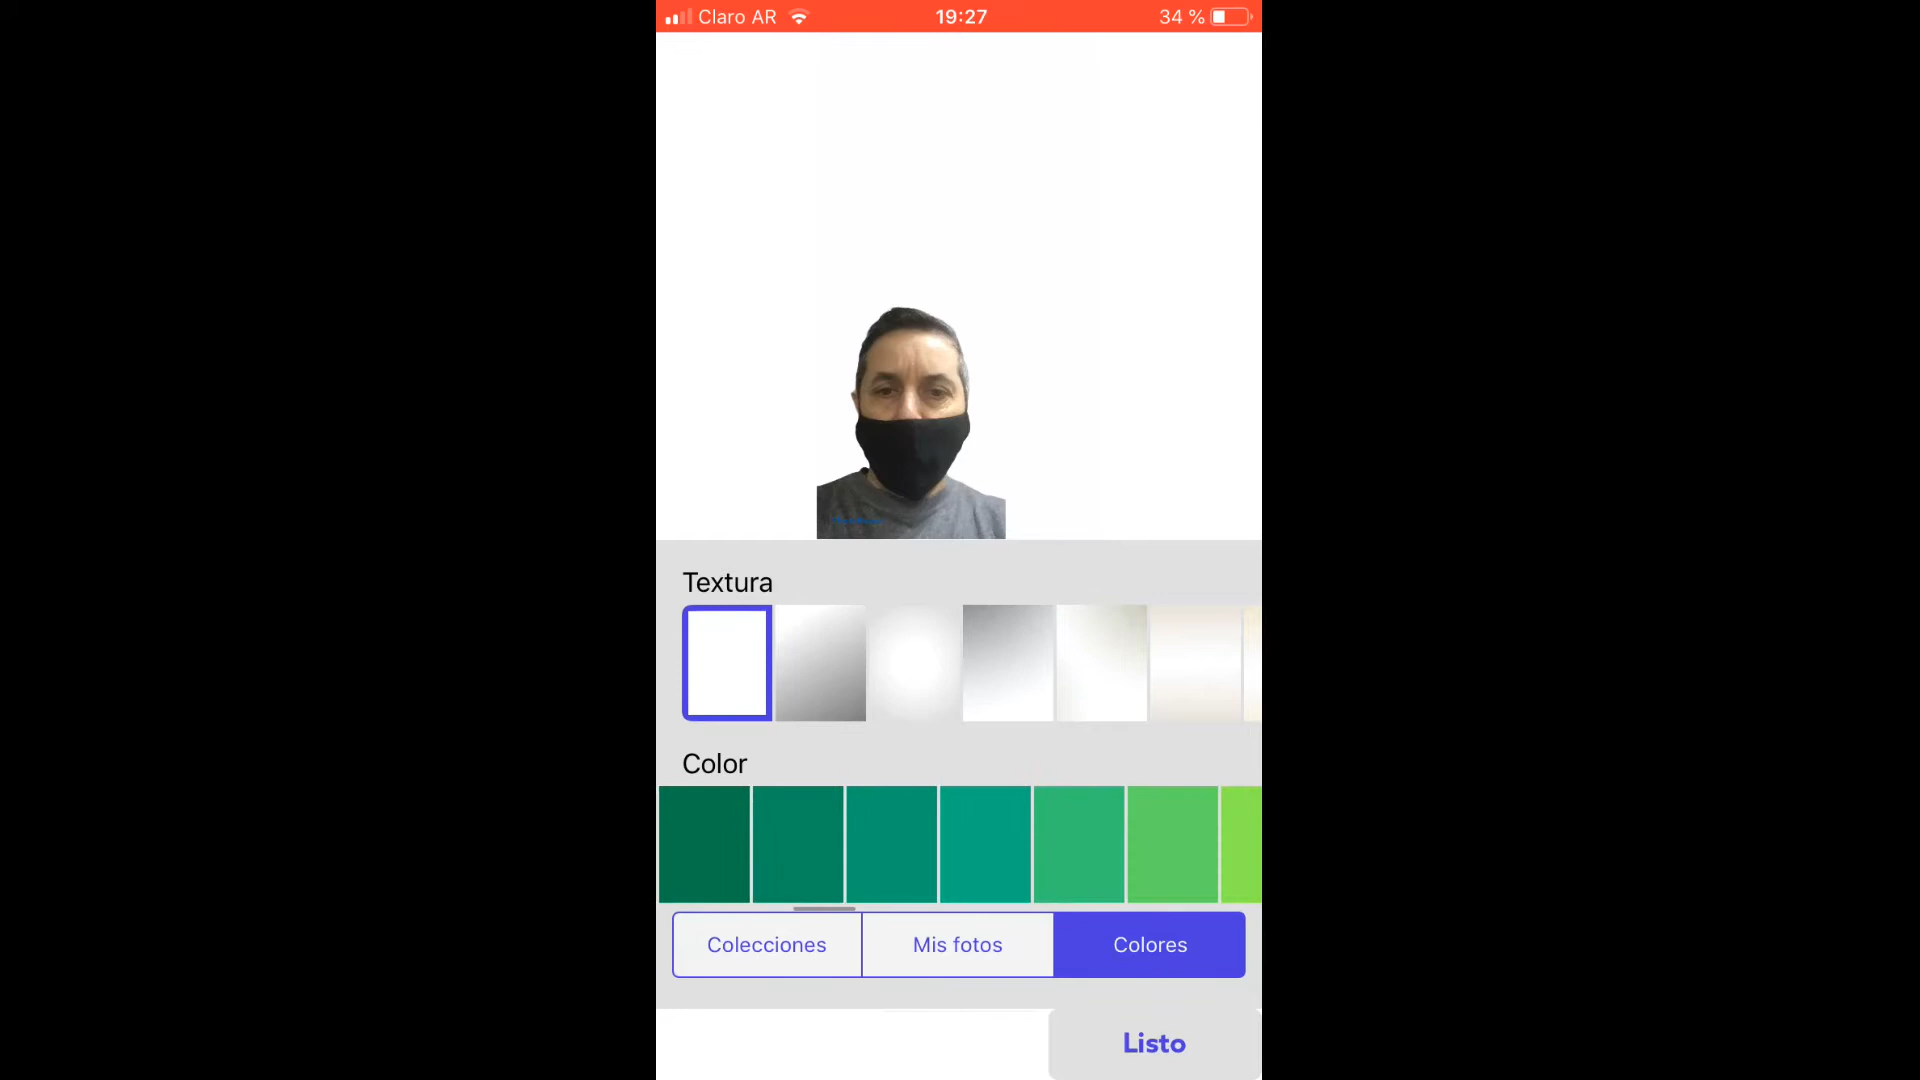 Claro AR 19:27 34 %
Textura
Color
Colecciones Mis fotos Colores
Listo